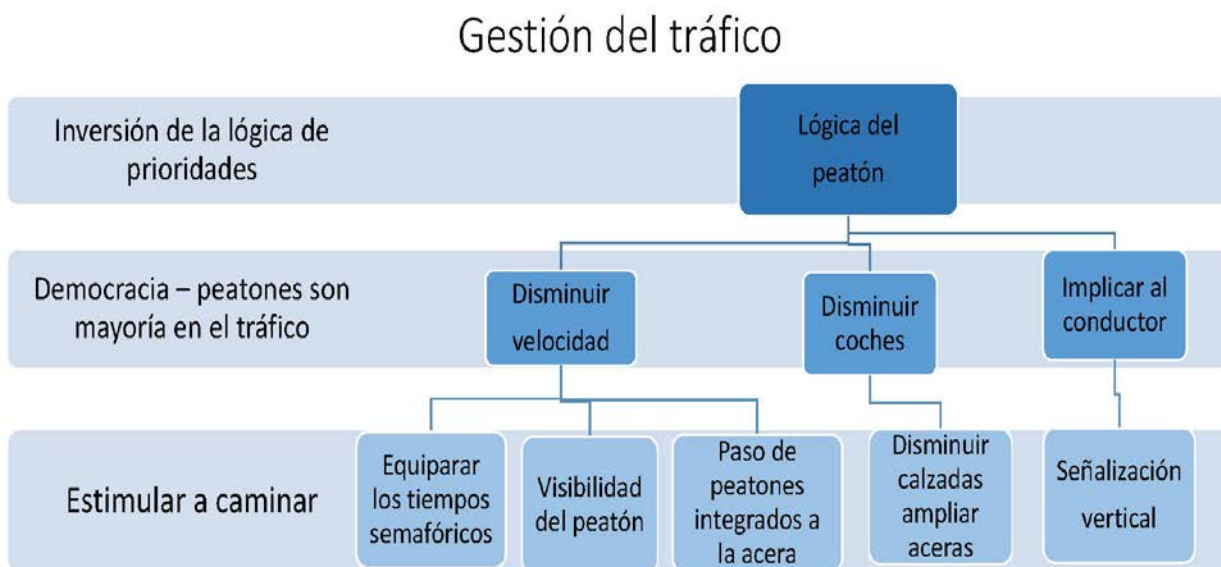 Gestión del tráfico
Inversión de la lógica de
prioridades
Lógica del
peatón
Democracia – peatones son
mayoría en el tráfico
Disminuir
velocidad
Disminuir
coches
Implicar al
conductor
Estimular a caminar
Equiparar
los tiempos
semafóricos
Visibilidad
del peatón
Paso de
peatones
integrados a
la acera
Disminuir
calzadas
ampliar
aceras
Señalización
vertical